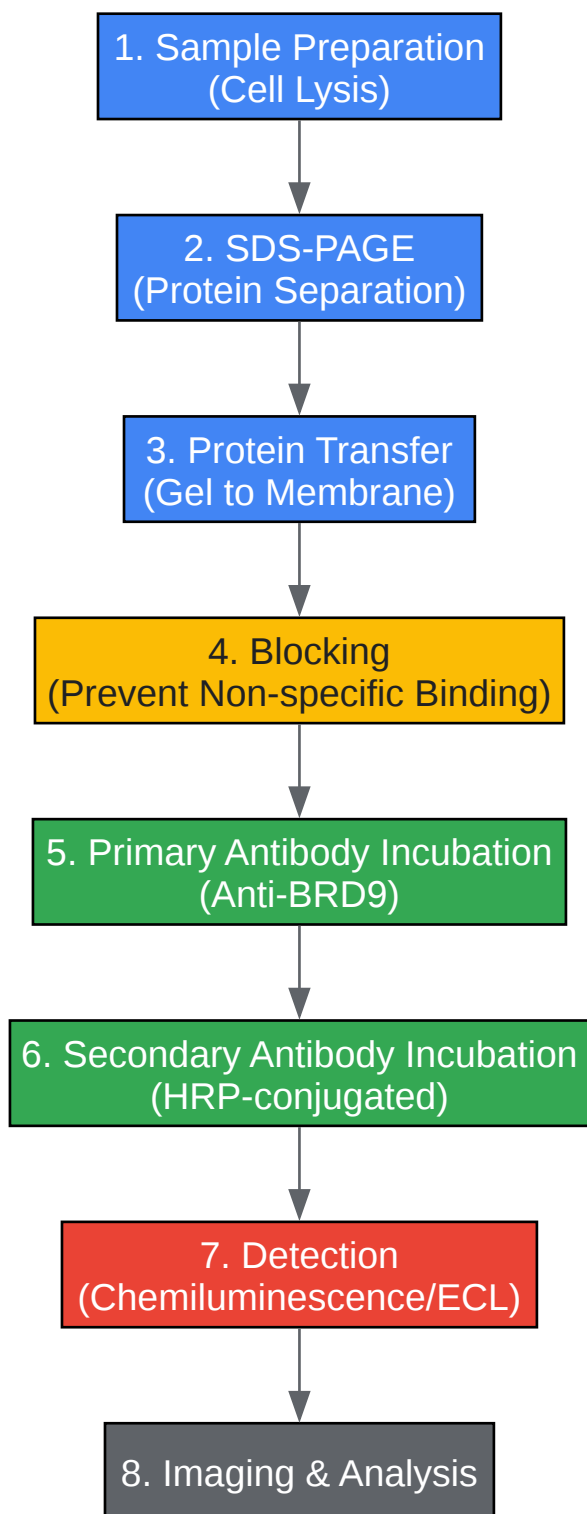 1. Sample Preparation
(Cell Lysis)
2. SDS-PAGE
(Protein Separation)
3. Protein Transfer
(Gel to Membrane)
4. Blocking
(Prevent Non-specific Binding)
5. Primary Antibody Incubation
(Anti-BRD9)
6. Secondary Antibody Incubation
(HRP-conjugated)
7. Detection
(Chemiluminescence/ECL)
8. Imaging & Analysis